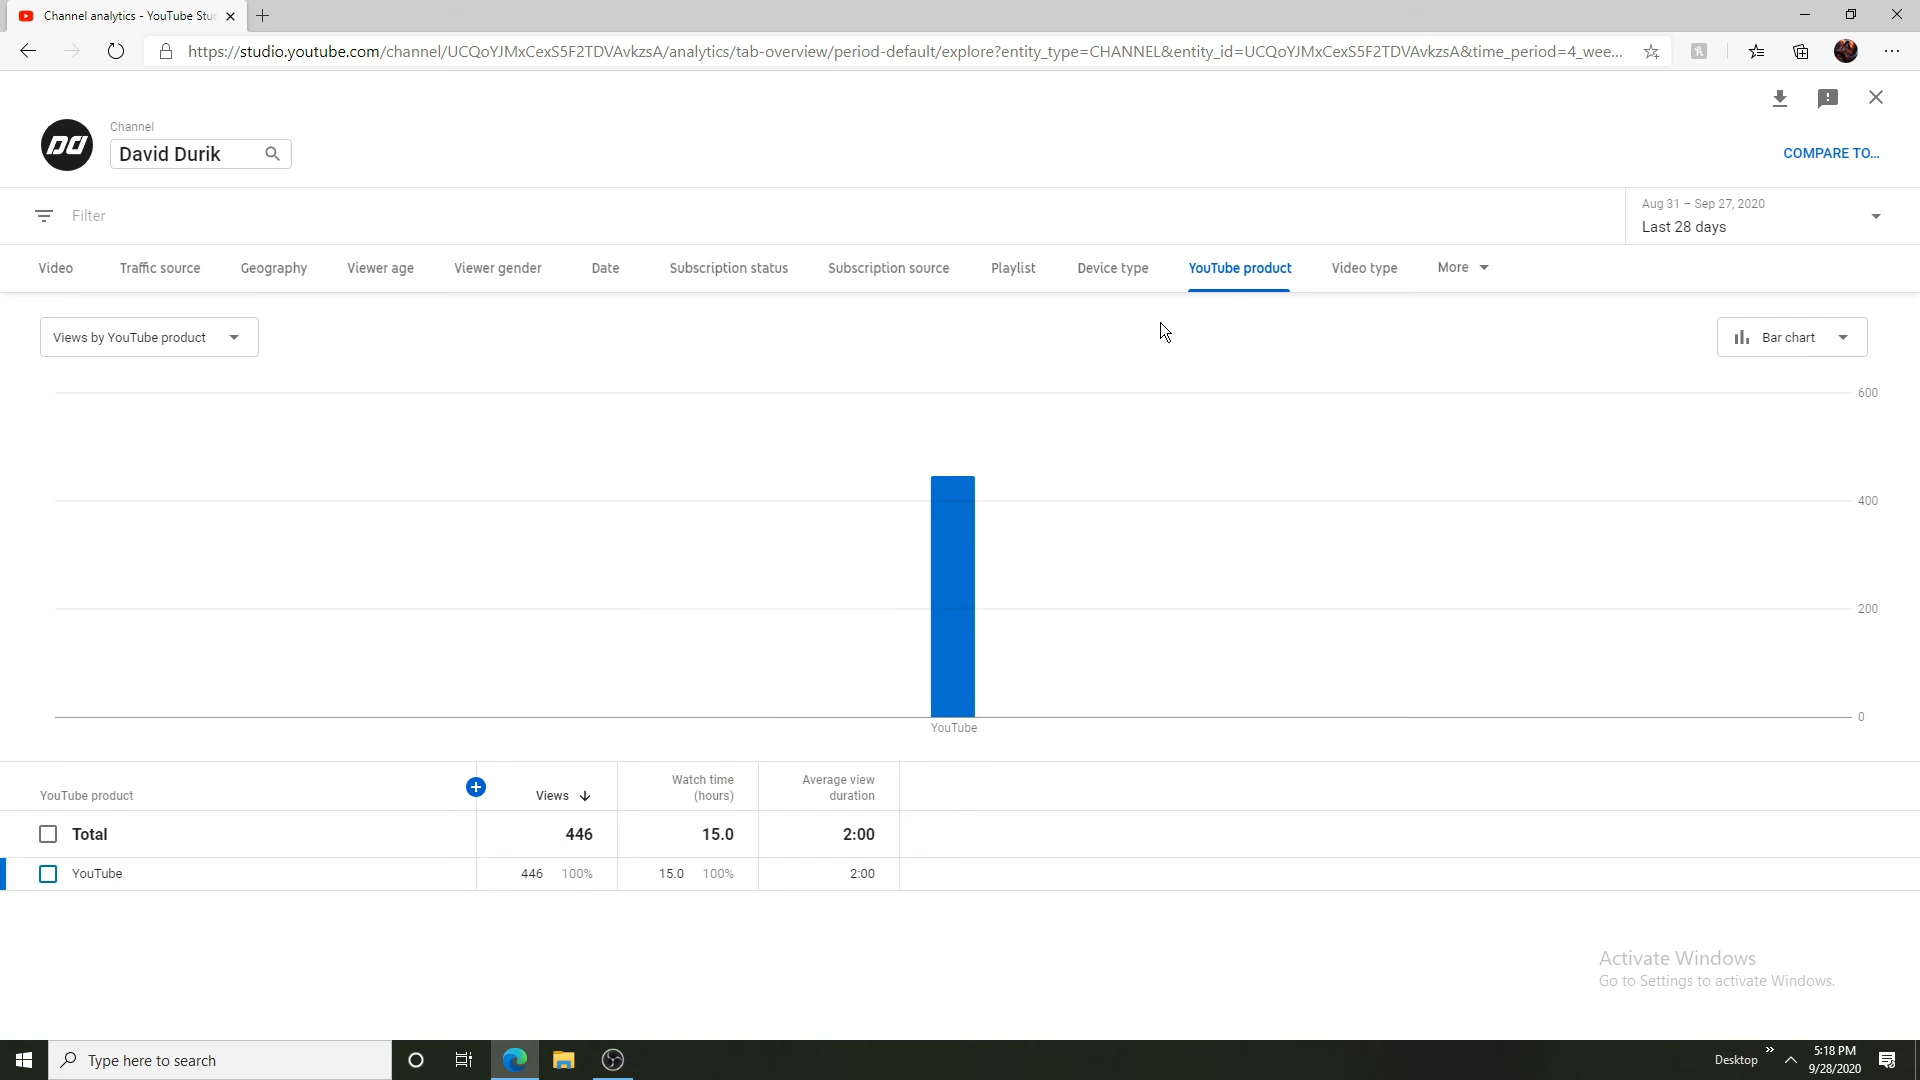 Channel analytics - YouTube Stu
https://studio.youtube.com/channel/UCQoYJMxCexS5F2TDVAvkzsA/analytics/tab-overview/period-default/explore?entity_type=CHANNEL&entity_id=UCQoYJMxCexS5F2TDVAvkzsA&time_period=4_wee...
Channel
David Durik
COMPARE TO...
Filter
Aug 31 – Sep 27, 2020
Last 28 days
Video Traffic source Geography Viewer age Viewer gender Date Subscription status Subscription source Playlist Device type YouTube product Video type More
Views by YouTube product
Bar chart
600
400
200
0
YouTube
YouTube product Views Watch time (hours) Average view duration
Total 446 15.0 2:00
YouTube 446 100% 15.0 100% 2:00
Activate Windows
Go to Settings to activate Windows.
Type here to search
Desktop
5:18 PM
9/28/2020